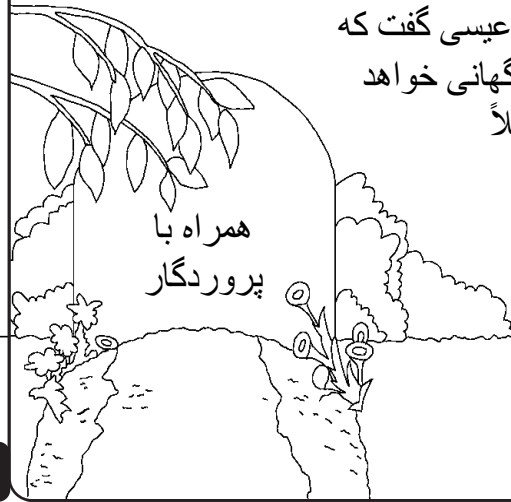 عیسی گفت که
گهانی خواهد
لاً
همراه با
پروردگار